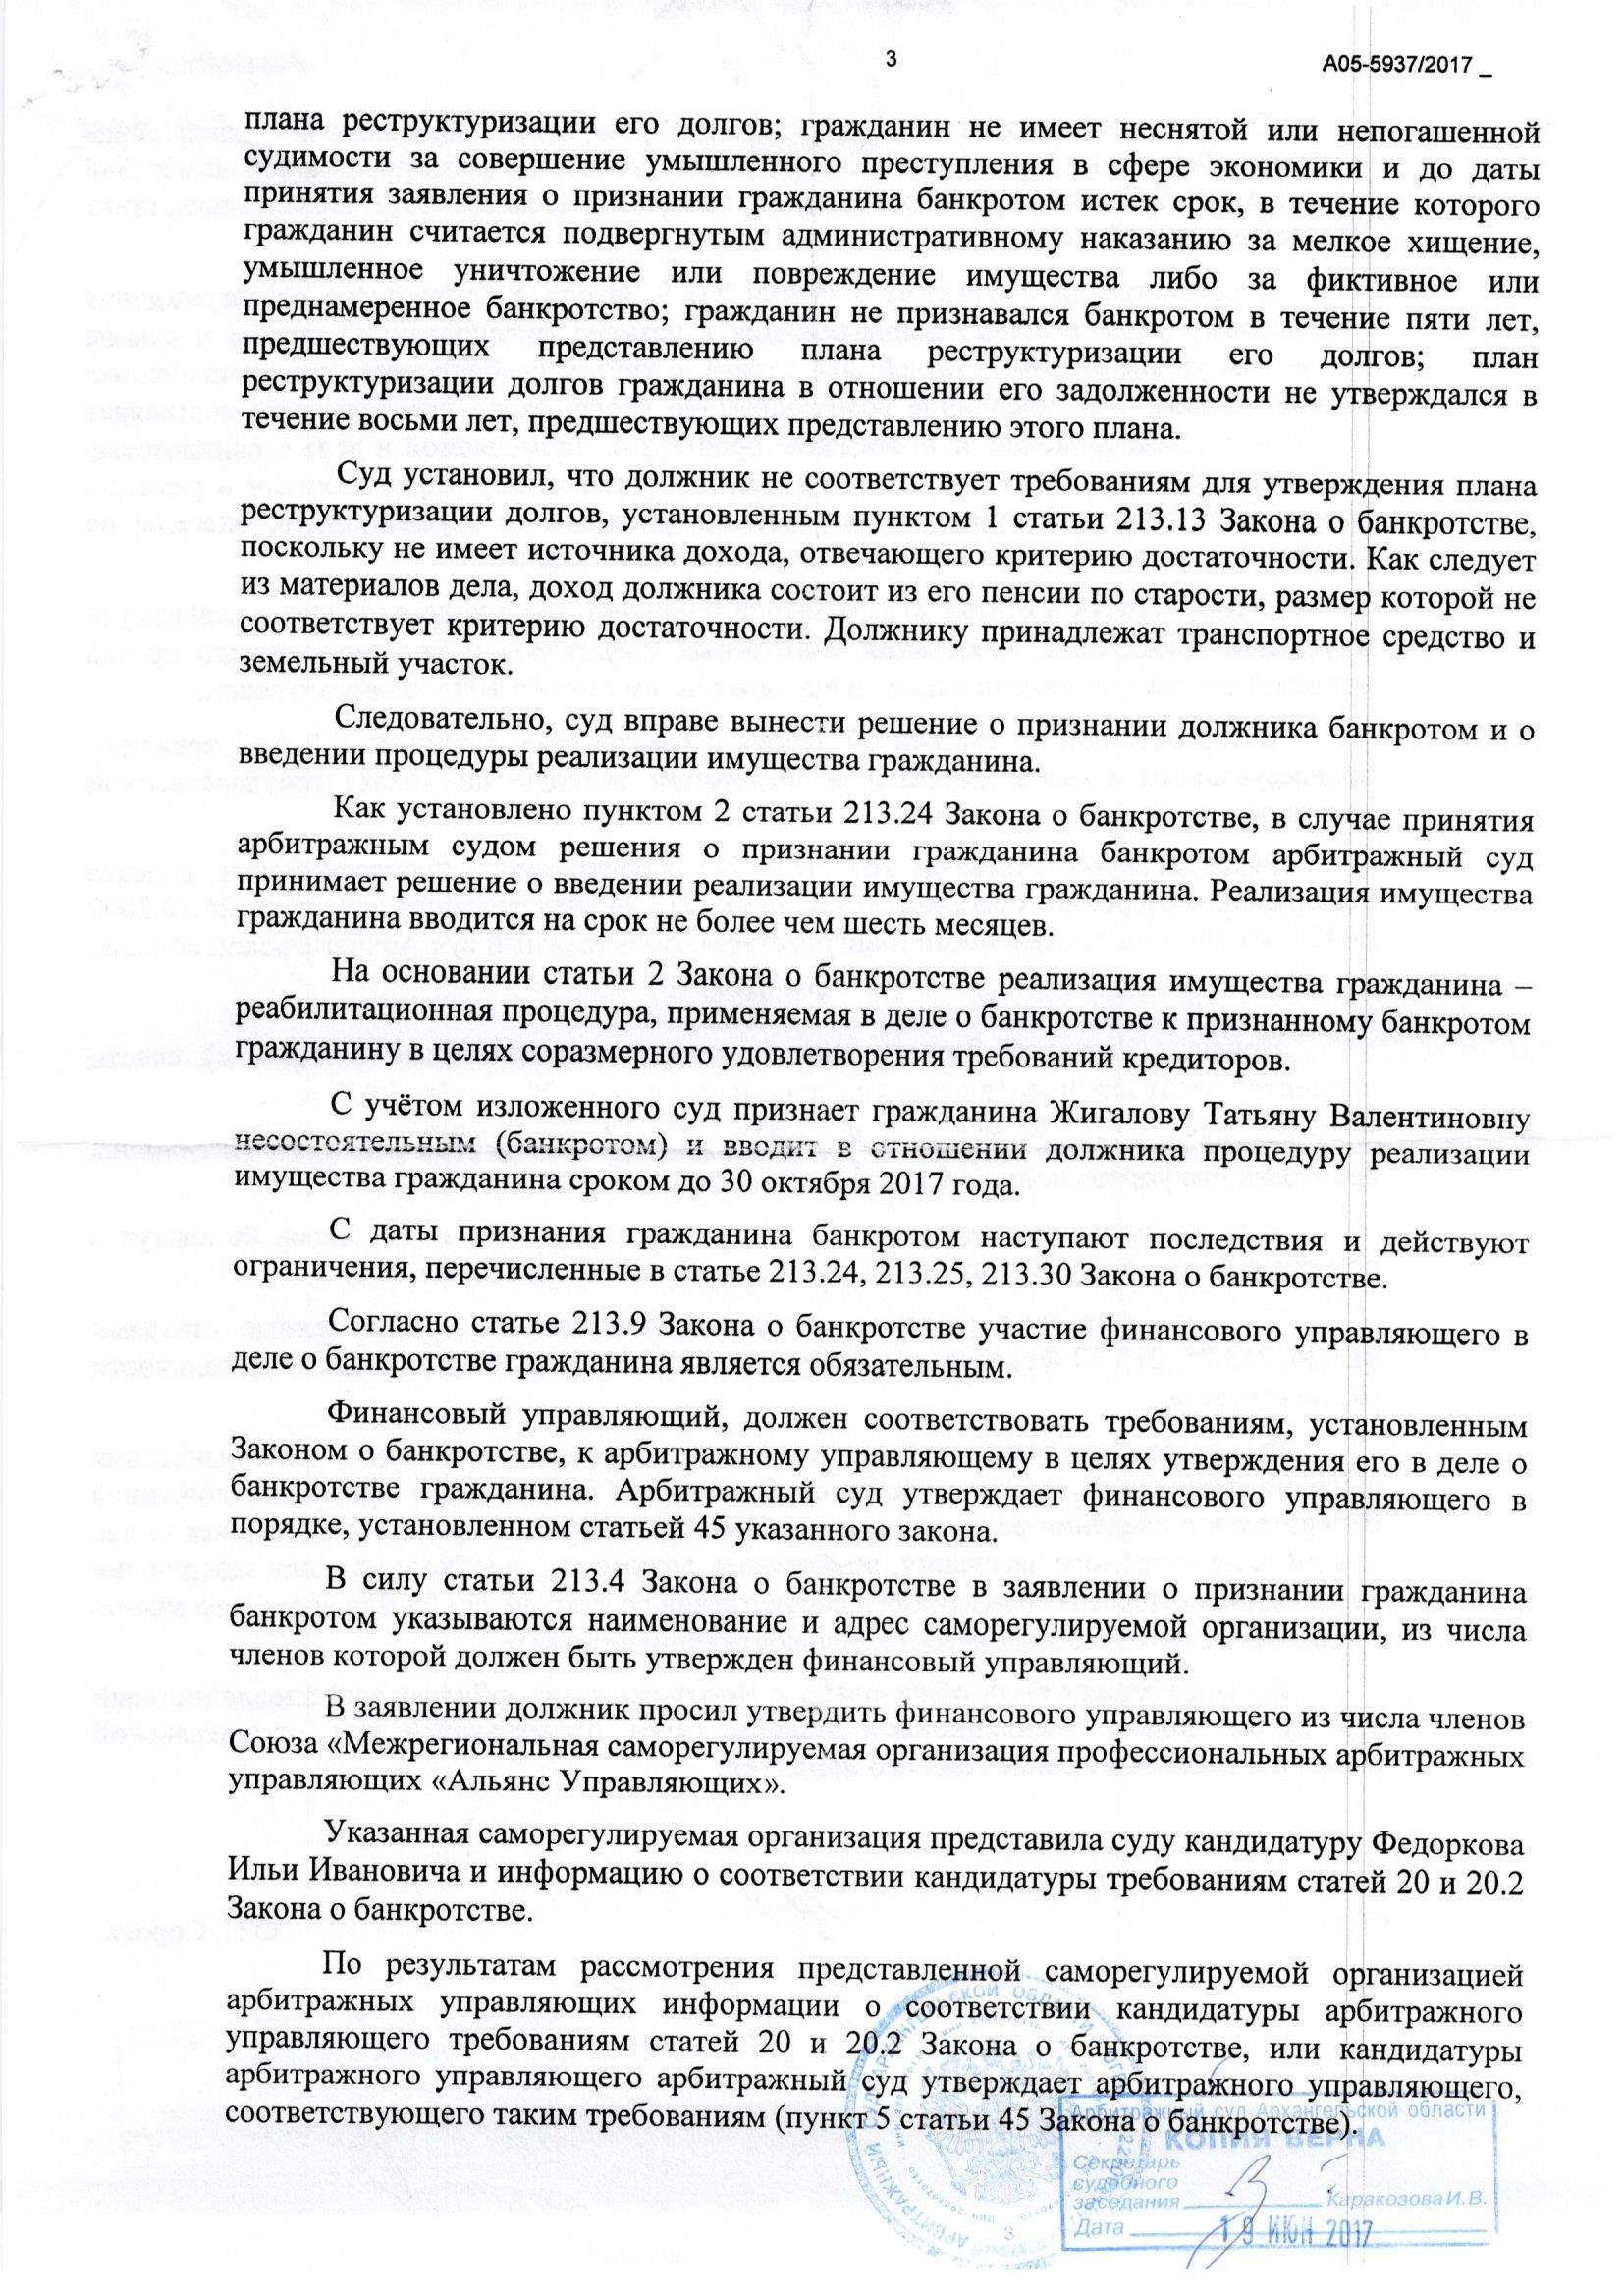 3
А05-5937/2017 _
плана реструктуризации его долгов; гражданин не имеет неснятой или непогашенной
судимости за совершение умышленного преступления в сфере экономики и до даты
принятия заявления о признании гражданина банкротом истек срок, в течение которого
гражданин считается подвергнутым административному наказанию за мелкое хищение,
умышленное уничтожение или повреждение имущества либо за фиктивное или
преднамеренное банкротство; гражданин не признавался банкротом в течение пяти лет,
предшествующих представлению плана реструктуризации его долгов; план
реструктуризации долгов гражданина в отношении его задолженности не утверждался в
течение восьми лет, предшествующих представлению этого плана.
Суд установил, что должник не соответствует требованиям для утверждения плана
реструктуризации долгов, установленным пунктом 1 статьи 213.13 Закона о банкротстве,
поскольку не имеет источника дохода, отвечающего критерию достаточности. Как следует
из материалов дела, доход должника состоит из его пенсии по старости, размер которой не
соответствует критерию достаточности. Должнику принадлежат транспортное средство и
земельный участок.
Следовательно, суд вправе вынести решение о признании должника банкротом и о
введении процедуры реализации имущества гражданина.
Как установлено пунктом 2 статьи 213.24 Закона о банкротстве, в случае принятия
арбитражным судом решения о признании гражданина банкротом арбитражный суд
принимает решение о введении реализации имущества гражданина. Реализация имущества
гражданина вводится на срок не более чем шесть месяцев.
На основании статьи 2 Закона о банкротстве реализация имущества гражданина –
реабилитационная процедура, применяемая в деле о банкротстве к признанному банкротом
гражданину в целях соразмерного удовлетворения требований кредиторов.
С учётом изложенного суд признает гражданина Жигалову Татьяну Валентиновну
несостоятельным (банкротом) и вводит в отношении должника процедуру реализации
имущества гражданина сроком до 30 октября 2017 года.
С даты признания гражданина банкротом наступают последствия и действуют
ограничения, перечисленные в статье 213.24, 213.25, 213.30 Закона о банкротстве.
Согласно статье 213.9 Закона о банкротстве участие финансового управляющего в
деле о банкротстве гражданина является обязательным.
Финансовый управляющий, должен соответствовать требованиям, установленным
Законом о банкротстве, к арбитражному управляющему в целях утверждения его в деле о
банкротстве гражданина. Арбитражный суд утверждает финансового управляющего в
порядке, установленном статьей 45 указанного закона.
В силу статьи 213.4 Закона о банкротстве в заявлении о признании гражданина
банкротом указываются наименование и адрес саморегулируемой организации, из числа
членов которой должен быть утвержден финансовый управляющий.
В заявлении должник просил утвердить финансового управляющего из числа членов
Союза «Межрегиональная саморегулируемая организация профессиональных арбитражных
управляющих «Альянс Управляющих».
Указанная саморегулируемая организация представила суду кандидатуру Федоркова
Ильи Ивановича и информацию о соответствии кандидатуры требованиям статей 20 и 20.2
Закона о банкротстве.
По результатам рассмотрения представленной саморегулируемой организацией
арбитражных управляющих информации о соответствии кандидатуры арбитражного
управляющего требованиям статей 20 и 20.2 Закона о банкротстве, или кандидатуры
арбитражного управляющего арбитражный суд утверждает арбитражного управляющего,
соответствующего таким требованиям (пункт 5 статьи 45 Закона о банкротстве).
АРБИТРАЖНЫЙ СУД АРХАНГЕЛЬСКОЙ ОБЛАСТИ
3
Арбитражный суд Архангельской области
КОПИЯ ВЕРНА
Секретарь
судебного
заседания Каракозова И.В.
Дата 19 ИЮН 2017